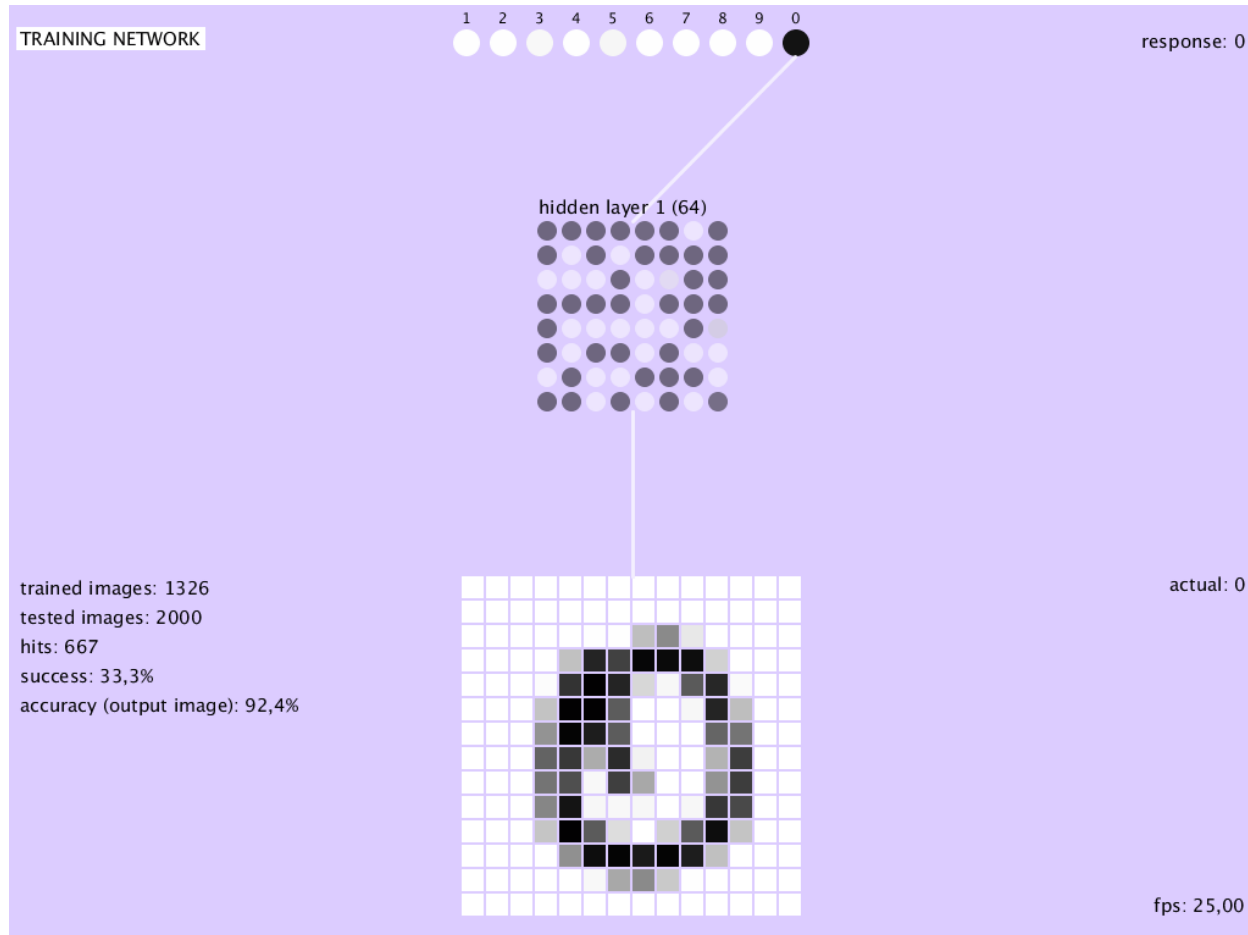 TRAINING NETWORK
1 2 3 4 5 6 7 8 9 0
response: 0
hidden layer 1 (64)
trained images: 1326
tested images: 2000
hits: 667
success: 33,3%
accuracy (output image): 92,4%
actual: 0
fps: 25,00